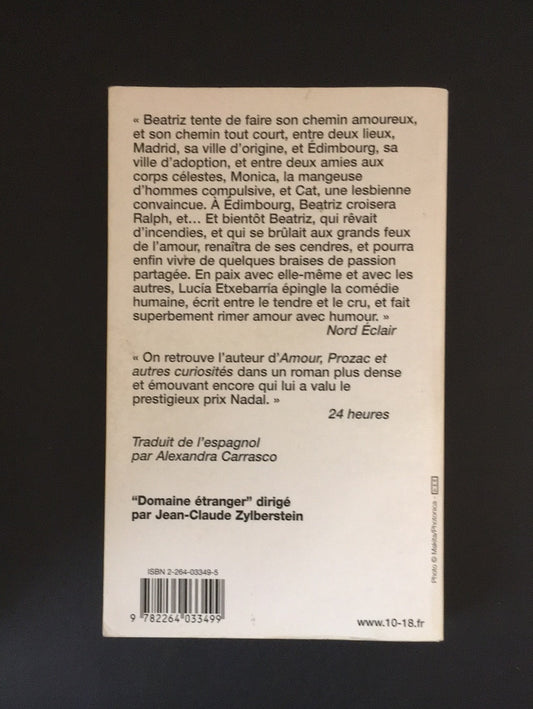 « Beatriz tente de faire son chemin amoureux,
et son chemin tout court, entre deux lieux,
Madrid, sa ville d'origine, et Édimbourg, sa
ville d'adoption, et entre deux amies aux
corps célestes, Monica, la mangeuse
d'hommes compulsive, et Cat, une lesbienne
convaincue. À Édimbourg, Beatriz croisera
Ralph, et... Et bientôt Beatriz, qui rêvait
d'incendies, et qui se brûlait aux grands feux
de l'amour, renaîtra de ses cendres, et pourra
enfin vivre de quelques braises de passion
partagée. En paix avec elle-même et avec les
autres, Lucía Etxebarría épingle la comédie
humaine, écrit entre le tendre et le cru, et fait
superbement rimer amour avec humour. »
Nord Éclair
« On retrouve l'auteur d'Amour, Prozac et
autres curiosités dans un roman plus dense
et émouvant encore qui lui a valu le
prestigieux prix Nadal. »
24 heures
Traduit de l'espagnol
par Alexandra Carrasco
"Domaine étranger" dirigé
par Jean-Claude Zylberstein
Photo © Makita/Photonica -
ISBN 2-264-03349-5
9 782264 033499
www.10-18.fr